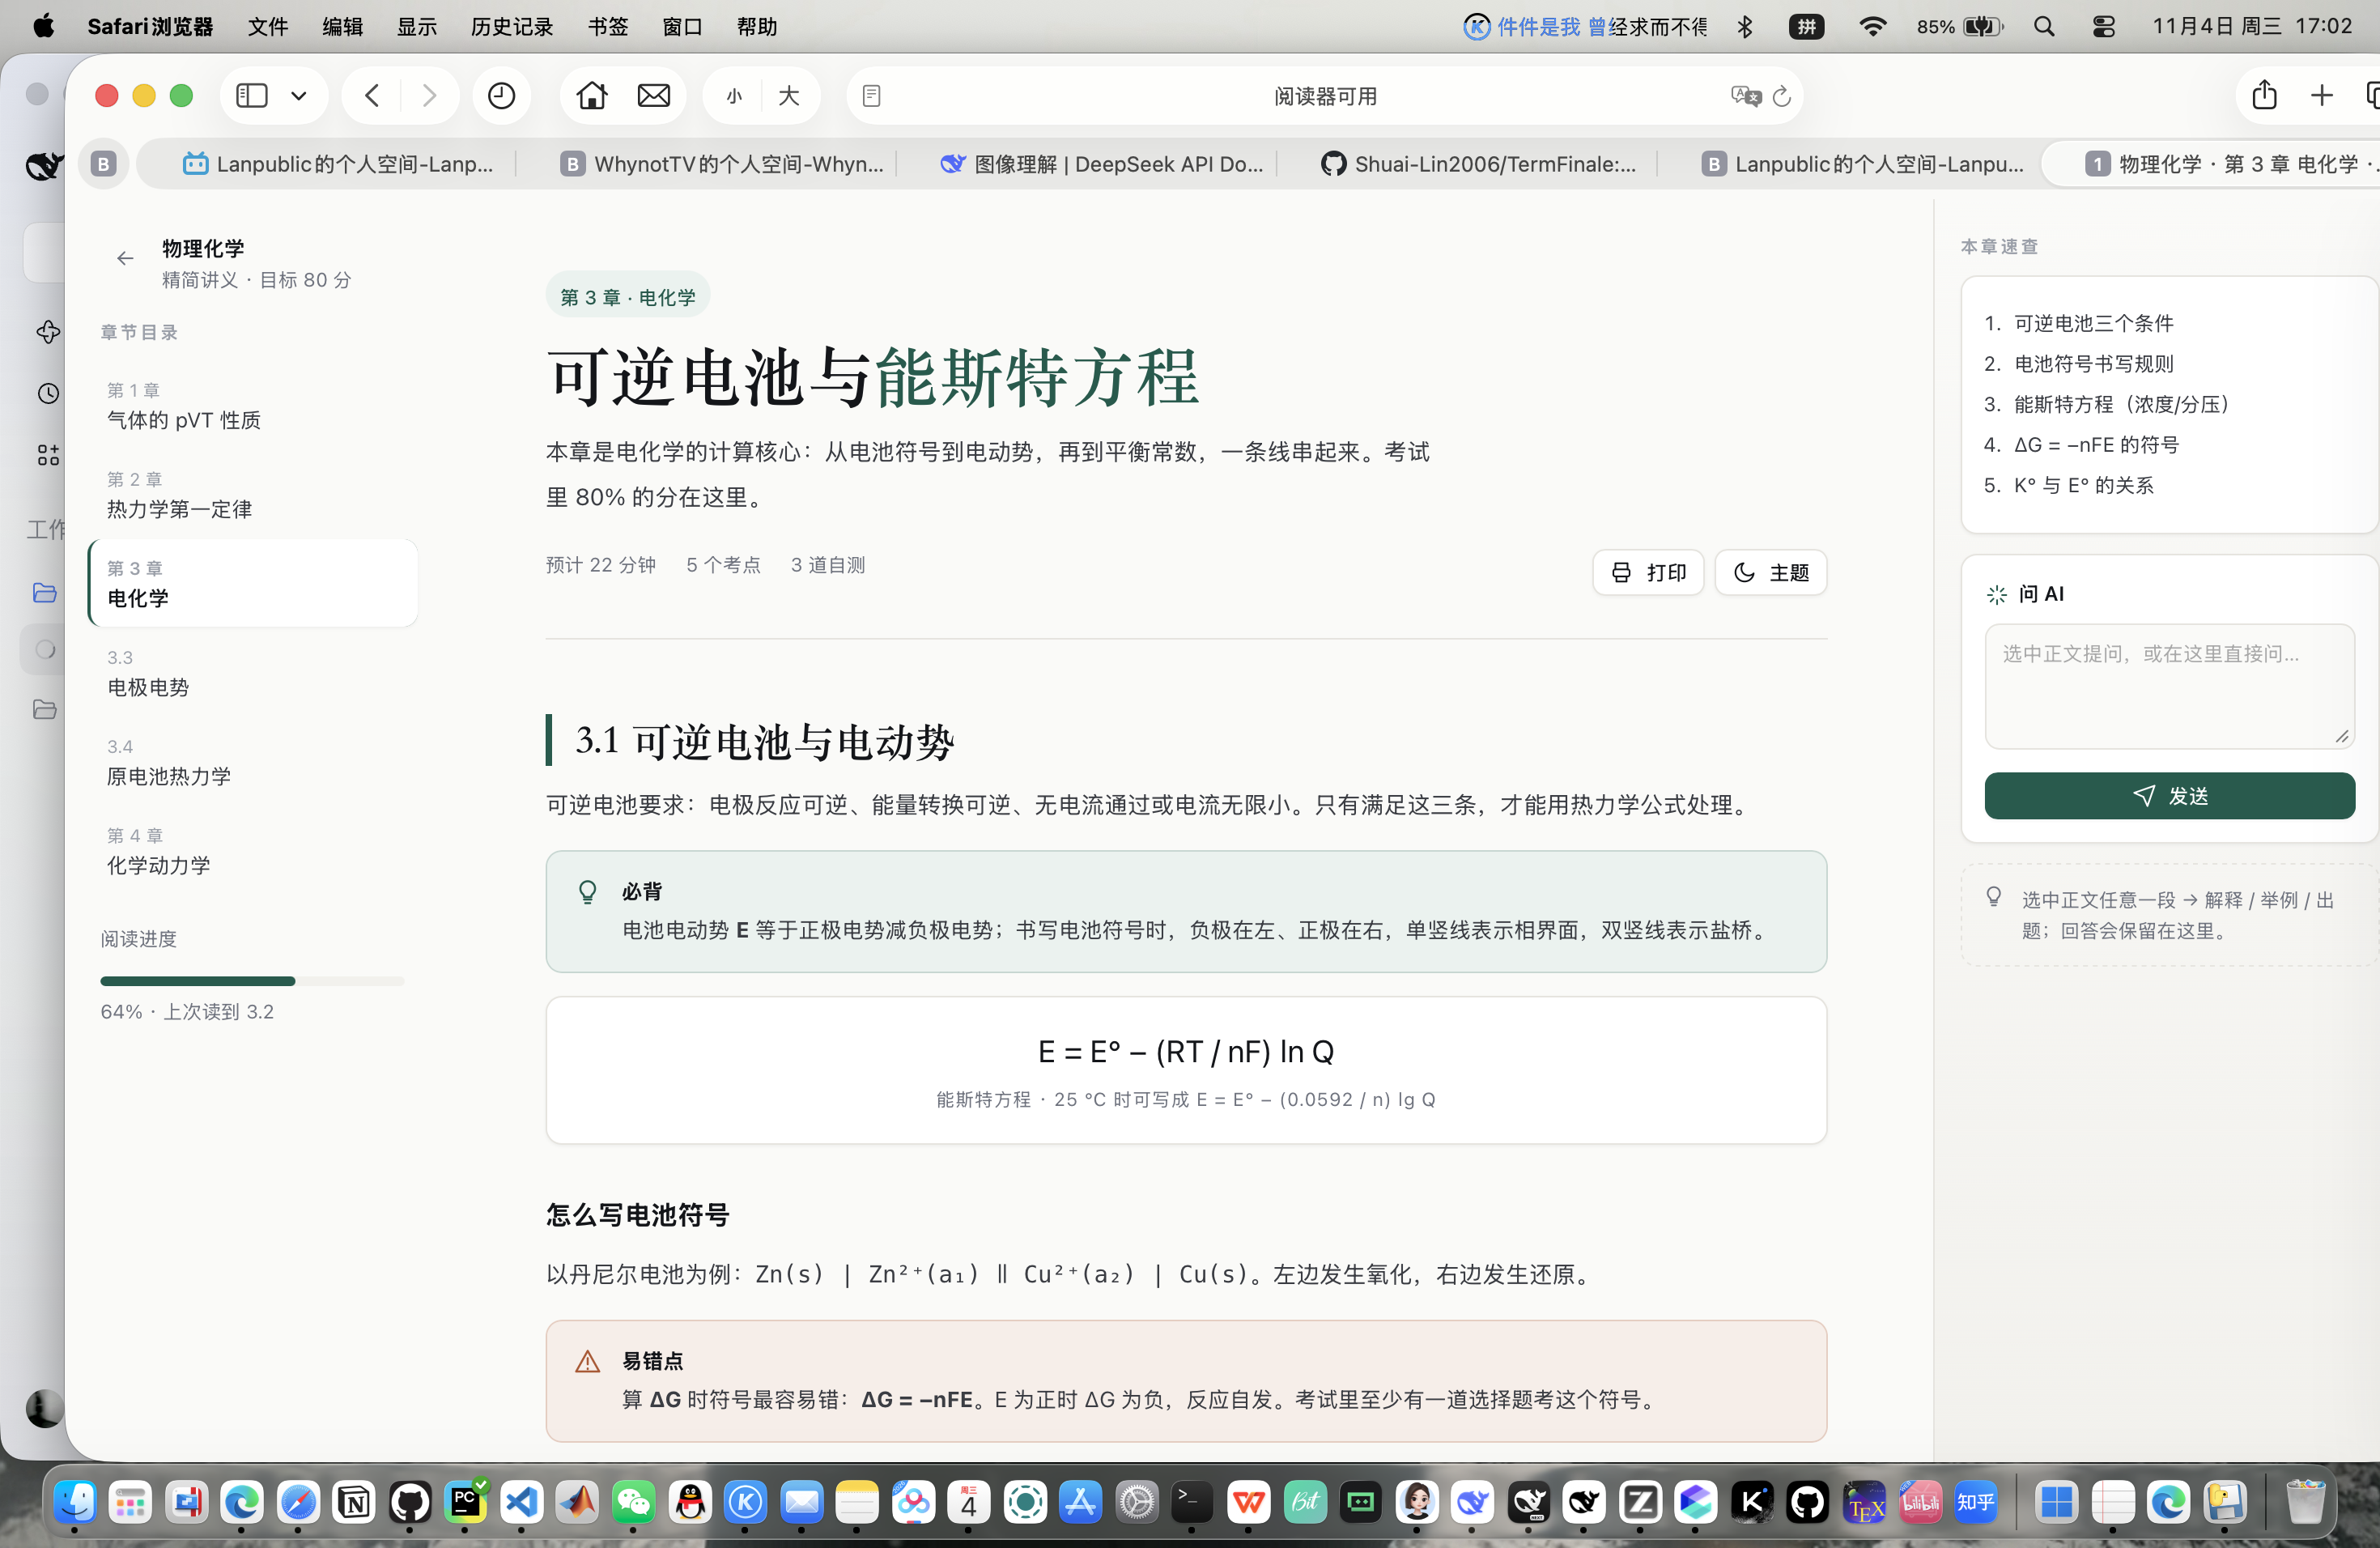 Safari浏览器 文件 编辑 显示 历史记录 书签 窗口 帮助
件件是我 曾经求而不得 拼 85% 11月4日 周三 17:02
小 大 阅读器可用
B Lanpublic的个人空间-Lanp... B WhynotTV的个人空间-Whyn... 图像理解 | DeepSeek API Do... Shuai-Lin2006/TermFinale:... B Lanpublic的个人空间-Lanpu... 1 物理化学 · 第 3 章 电化学 ·
工作
物理化学
精简讲义 · 目标 80 分
章节目录
第 1 章
气体的 pVT 性质
第 2 章
热力学第一定律
第 3 章
电化学
3.3
电极电势
3.4
原电池热力学
第 4 章
化学动力学
阅读进度
64% · 上次读到 3.2
第 3 章 · 电化学
可逆电池与能斯特方程
本章是电化学的计算核心：从电池符号到电动势，再到平衡常数，一条线串起来。考试
里 80% 的分在这里。
预计 22 分钟 5 个考点 3 道自测
打印 主题
3.1 可逆电池与电动势
可逆电池要求：电极反应可逆、能量转换可逆、无电流通过或电流无限小。只有满足这三条，才能用热力学公式处理。
必背
电池电动势 E 等于正极电势减负极电势；书写电池符号时，负极在左、正极在右，单竖线表示相界面，双竖线表示盐桥。
E = E° − (RT / nF) ln Q
能斯特方程 · 25 °C 时可写成 E = E° − (0.0592 / n) lg Q
怎么写电池符号
以丹尼尔电池为例：Zn(s) | Zn²⁺(a₁) ‖ Cu²⁺(a₂) | Cu(s)。左边发生氧化，右边发生还原。
易错点
算 ΔG 时符号最容易错：ΔG = −nFE。E 为正时 ΔG 为负，反应自发。考试里至少有一道选择题考这个符号。
本章速查
1. 可逆电池三个条件
2. 电池符号书写规则
3. 能斯特方程（浓度/分压）
4. ΔG = −nFE 的符号
5. K° 与 E° 的关系
问 AI
选中正文提问，或在这里直接问...
发送
选中正文任意一段 → 解释 / 举例 / 出
题；回答会保留在这里。
PC 周三 4 Bit TEX bilibili 知乎